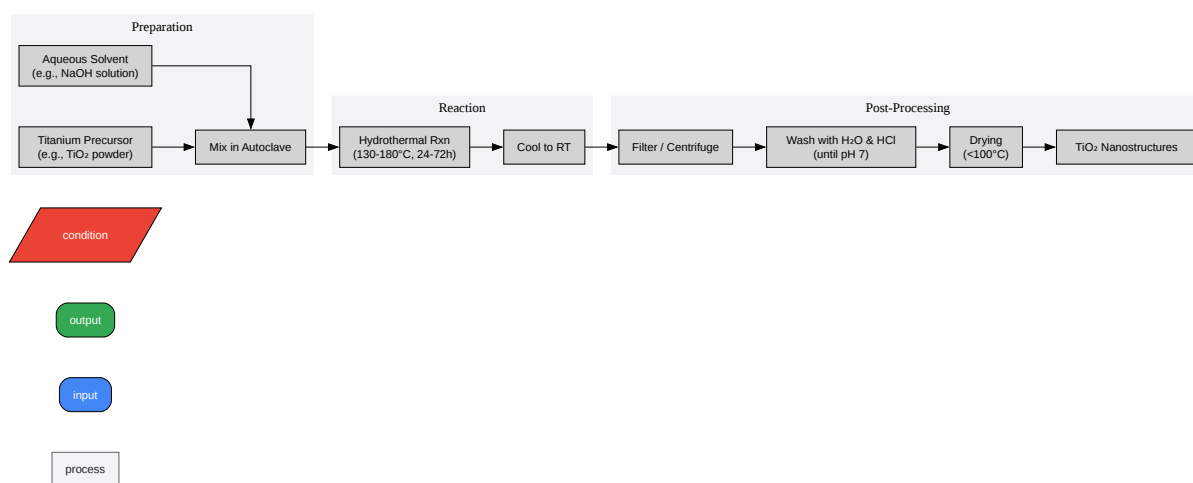 Preparation
Aqueous Solvent
(e.g., NaOH solution)
Titanium Precursor
(e.g., TiO₂ powder)
Mix in Autoclave
Reaction
Hydrothermal Rxn
(130-180°C, 24-72h)
Cool to RT
Post-Processing
Filter / Centrifuge
Wash with H₂O & HCl
(until pH 7)
Drying
(<100°C)
TiO₂ Nanostructures
condition
output
input
process